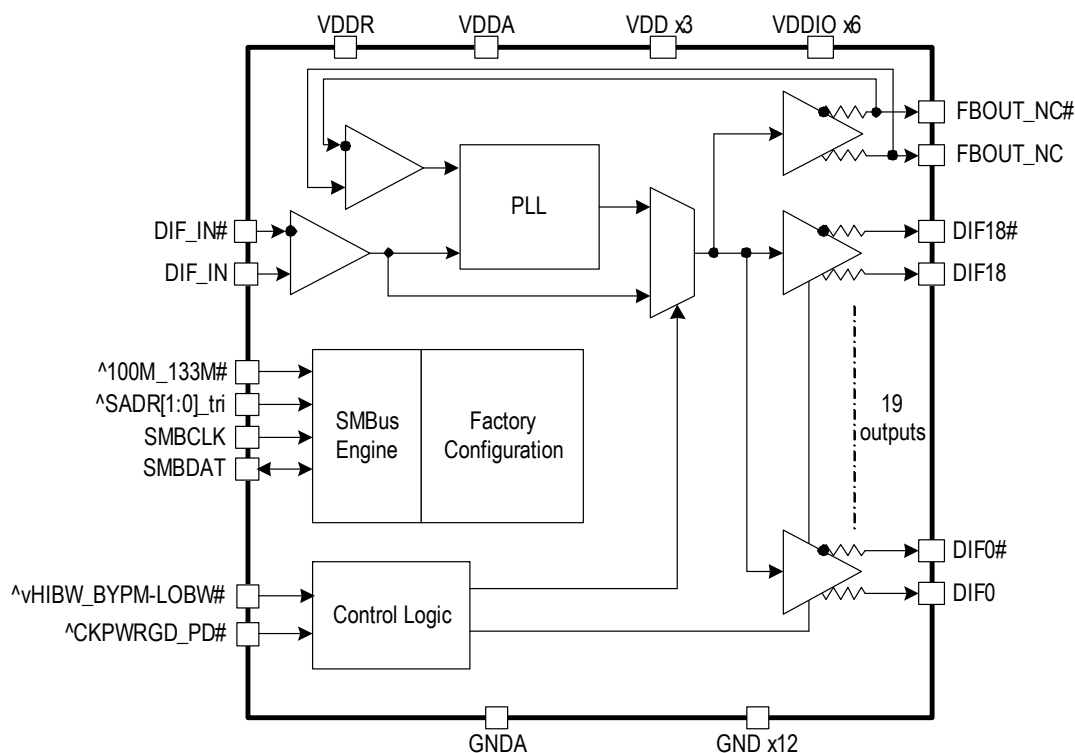 VDDR
VDDA
VDD x3
VDDIO x6
FBOUT_NC#
FBOUT_NC
PLL
DIF_IN#
DIF_IN
DIF18#
DIF18
^100M_133M#
^SADR[1:0]_tri
SMBCLK
SMBDAT
SMBus
Engine
Factory
Configuration
19
outputs
^vHIBW_BYPM-LOBW#
^CKPWRGD_PD#
Control Logic
DIF0#
DIF0
GNDA
GND x12